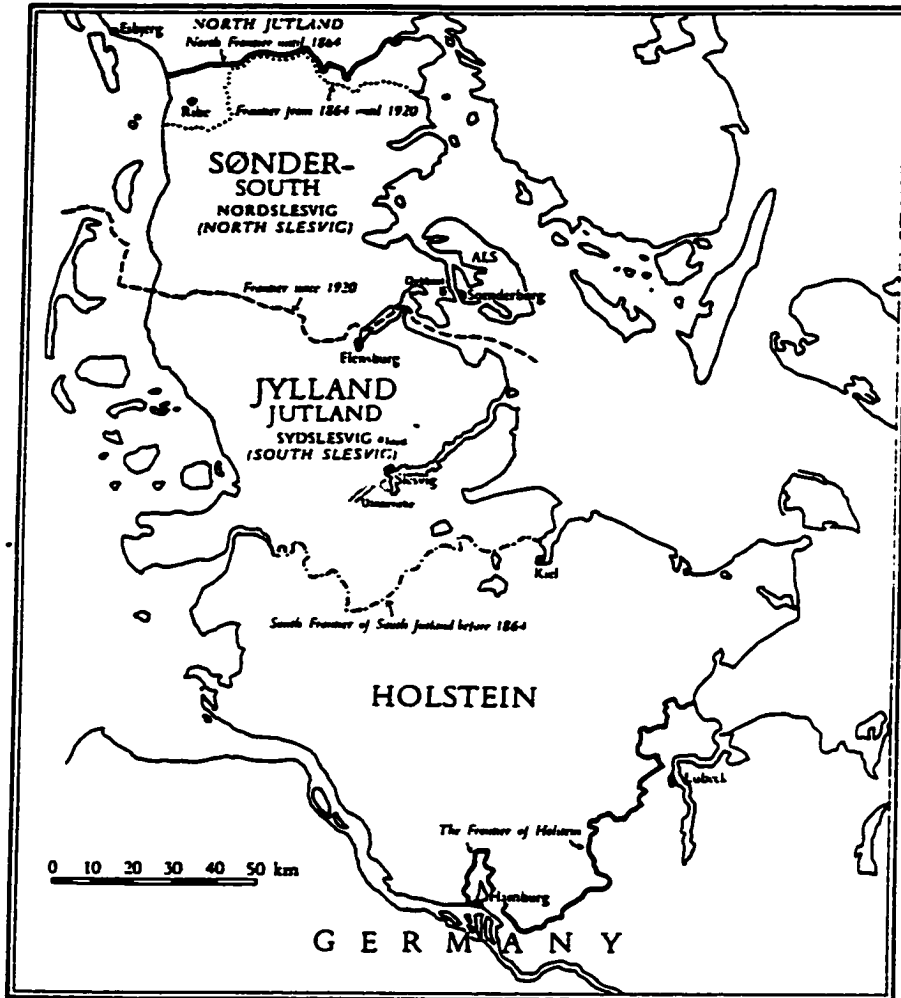 NORTH JUTLAND
Esbjerg
North Frontier until 1864
Ribe
Frontier from 1864 until 1920
SØNDER-
SOUTH
NORDSLESVIG
(NORTH SLESVIG)
ALS
Sønderborg
Frontier since 1920
Flensburg
JYLLAND
JUTLAND
SYDSLESVIG
(SOUTH SLESVIG)
Slesvig
Kiel
South Frontier of South Jutland before 1864
HOLSTEIN
Lubeck
The Frontier of Holstein
0 10 20 30 40 50 km
Hamburg
GERMANY